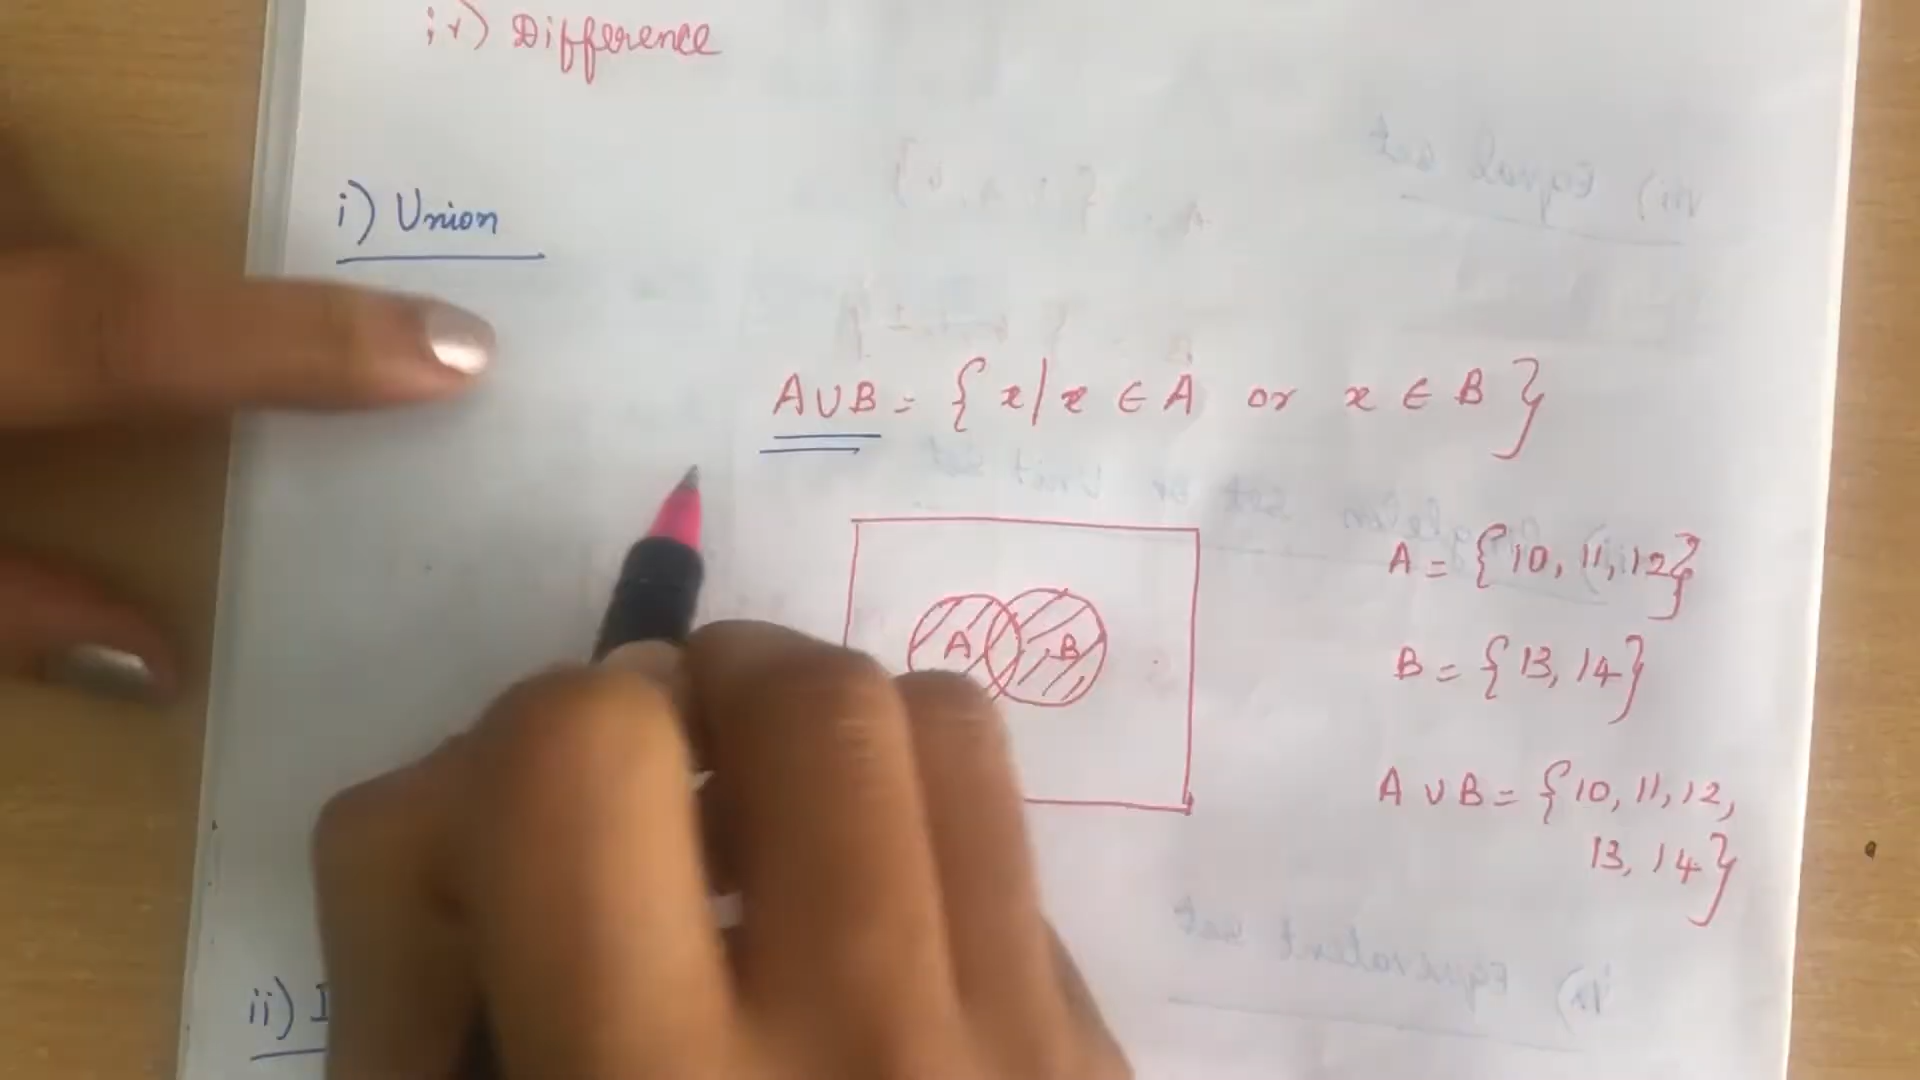 iv) Difference
i) Union
A∪B = { x/x ∈ A or x ∈ B }
A B
A = {10, 11, 12}
B = {13, 14}
A ∪ B = {10, 11, 12,
13, 14}
ii)